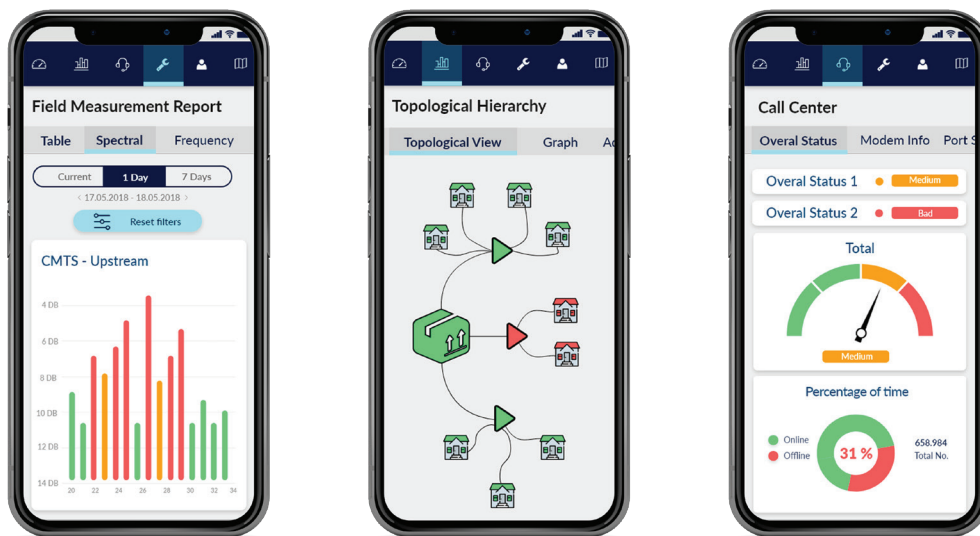 Field Measurement Report
Table Spectral Frequency
Current 1 Day 7 Days
< 17.05.2018 - 18.05.2018 >
Reset filters
CMTS - Upstream
4 DB
6 DB
8 DB
10 DB
12 DB
14 DB
20 22 24 26 28 30 32 34
Topological Hierarchy
Topological View Graph Ac
Call Center
Overal Status Modem Info Port S
Overal Status 1 Medium
Overal Status 2 Bad
Total
Medium
Percentage of time
Online
Offline
31 %
658.984
Total No.